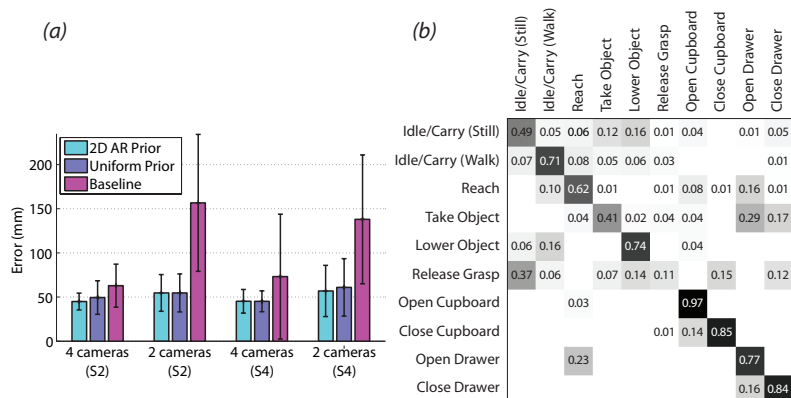 (a)
2D AR Prior
Uniform Prior
Baseline
Error (mm)
200
150
100
50
0
4 cameras (S2)
2 cameras (S2)
4 cameras (S4)
2 cameras (S4)
(b)
Idle/Carry (Still)
Idle/Carry (Walk)
Reach
Take Object
Lower Object
Release Grasp
Open Cupboard
Close Cupboard
Open Drawer
Close Drawer
Idle/Carry (Still) 0.49 0.05 0.06 0.12 0.16 0.01 0.04 0.01 0.05
Idle/Carry (Walk) 0.07 0.71 0.08 0.05 0.06 0.03 0.01
Reach 0.10 0.62 0.01 0.01 0.08 0.01 0.16 0.01
Take Object 0.04 0.41 0.02 0.04 0.04 0.29 0.17
Lower Object 0.06 0.16 0.74 0.04
Release Grasp 0.37 0.06 0.07 0.14 0.11 0.15 0.12
Open Cupboard 0.03 0.97
Close Cupboard 0.01 0.14 0.85
Open Drawer 0.23 0.77
Close Drawer 0.16 0.84